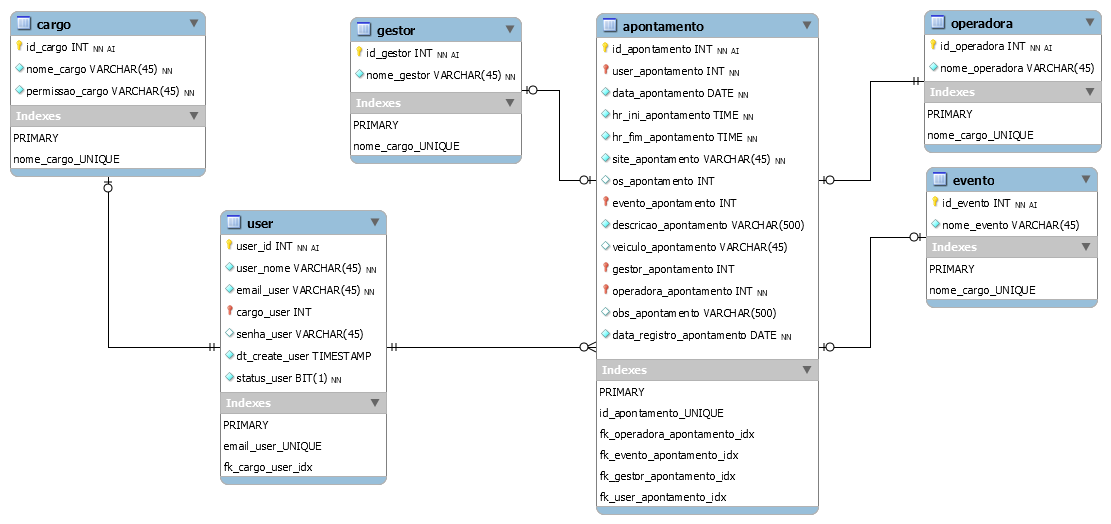 cargo
id_cargo INT NN AI
nome_cargo VARCHAR(45) NN
permissao_cargo VARCHAR(45) NN
Indexes
PRIMARY
nome_cargo_UNIQUE
gestor
id_gestor INT NN AI
nome_gestor VARCHAR(45) NN
Indexes
PRIMARY
nome_cargo_UNIQUE
user
user_id INT NN AI
user_nome VARCHAR(45) NN
email_user VARCHAR(45) NN
cargo_user INT
senha_user VARCHAR(45)
dt_create_user TIMESTAMP
status_user BIT(1) NN
Indexes
PRIMARY
email_user_UNIQUE
fk_cargo_user_idx
apontamento
id_apontamento INT NN AI
user_apontamento INT NN
data_apontamento DATE NN
hr_ini_apontamento TIME NN
hr_fim_apontamento TIME NN
site_apontamento VARCHAR(45) NN
os_apontamento INT
evento_apontamento INT
descricao_apontamento VARCHAR(500)
veiculo_apontamento VARCHAR(45)
gestor_apontamento INT
operadora_apontamento INT NN
obs_apontamento VARCHAR(500)
data_registro_apontamento DATE NN
Indexes
PRIMARY
id_apontamento_UNIQUE
fk_operadora_apontamento_idx
fk_evento_apontamento_idx
fk_gestor_apontamento_idx
fk_user_apontamento_idx
operadora
id_operadora INT NN AI
nome_operadora VARCHAR(45)
Indexes
PRIMARY
nome_cargo_UNIQUE
evento
id_evento INT NN AI
nome_evento VARCHAR(45)
Indexes
PRIMARY
nome_cargo_UNIQUE